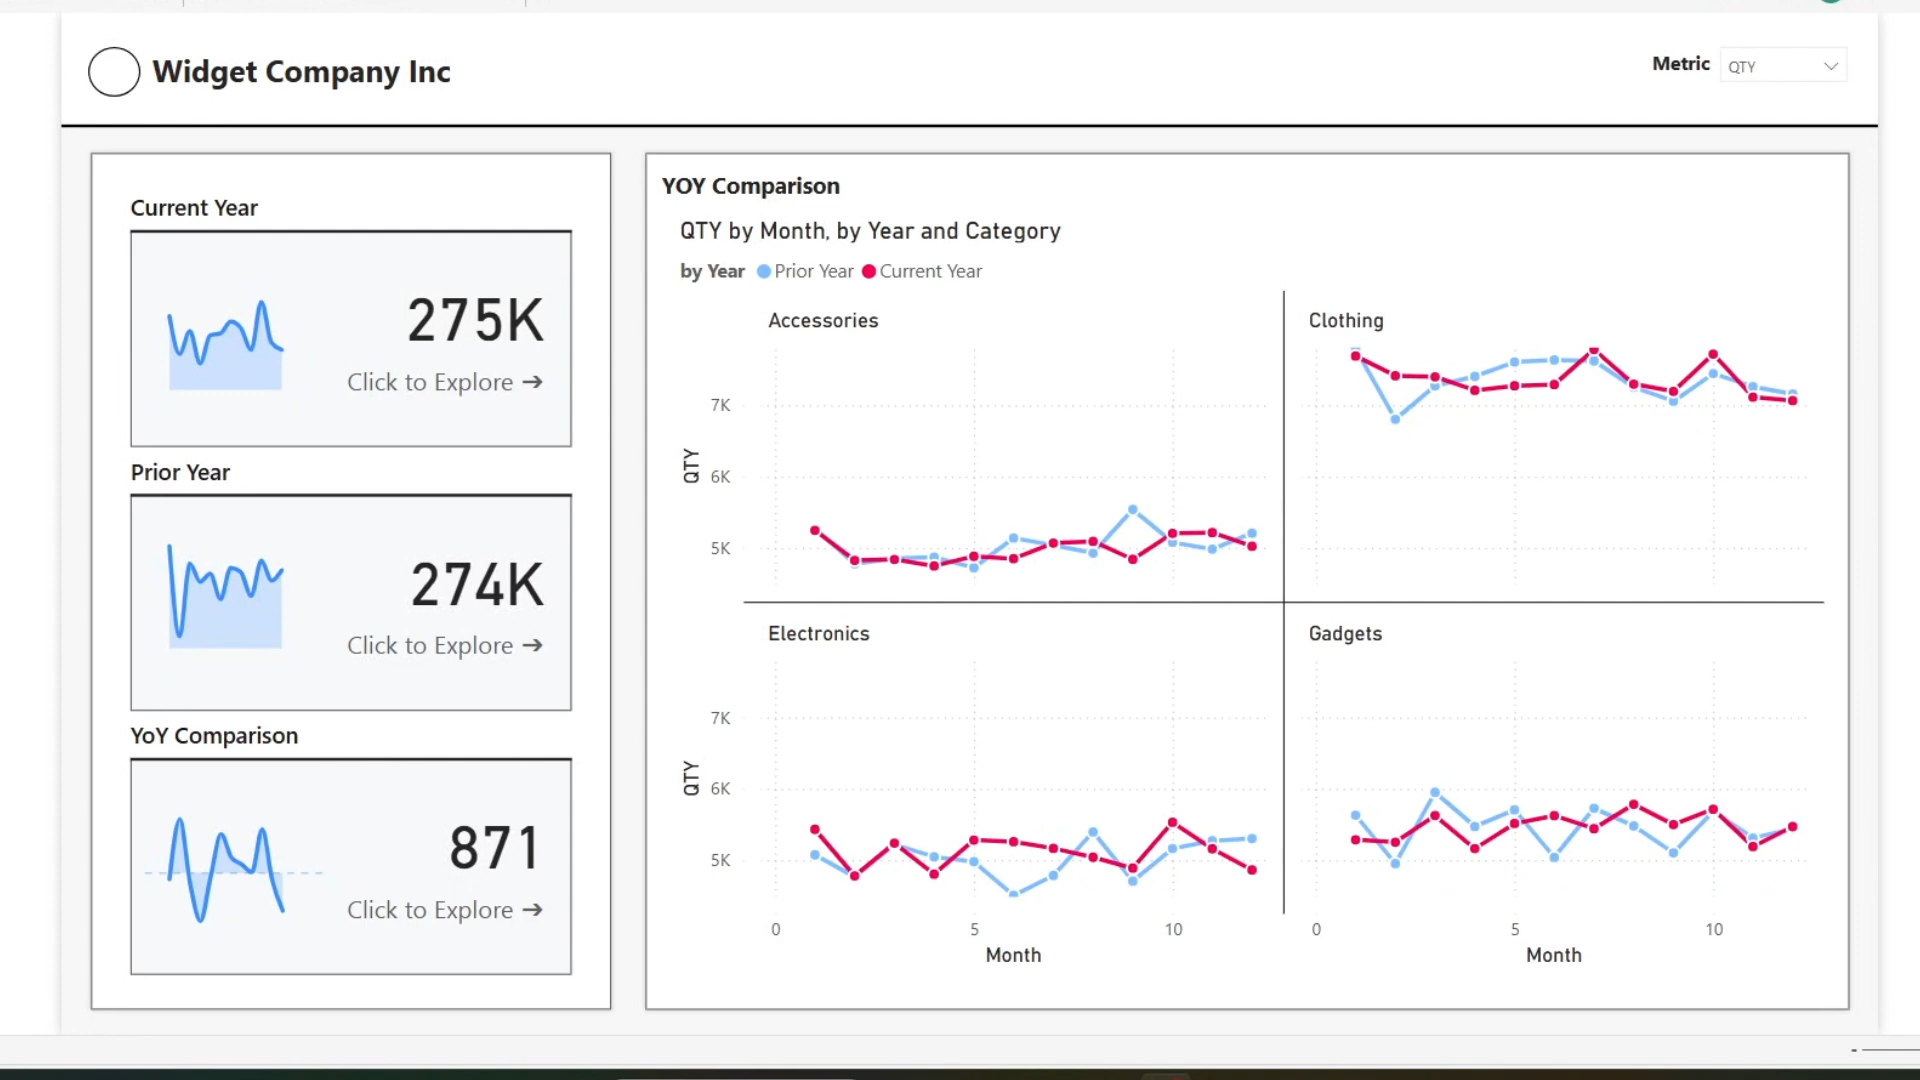 Widget Company Inc
Metric QTY
Current Year
275K
Click to Explore →
Prior Year
274K
Click to Explore →
YoY Comparison
871
Click to Explore →
YOY Comparison
QTY by Month, by Year and Category
by Year Prior Year Current Year
Accessories
Clothing
7K
6K
5K
QTY
Electronics
Gadgets
7K
6K
5K
QTY
0 5 10
Month
0 5 10
Month